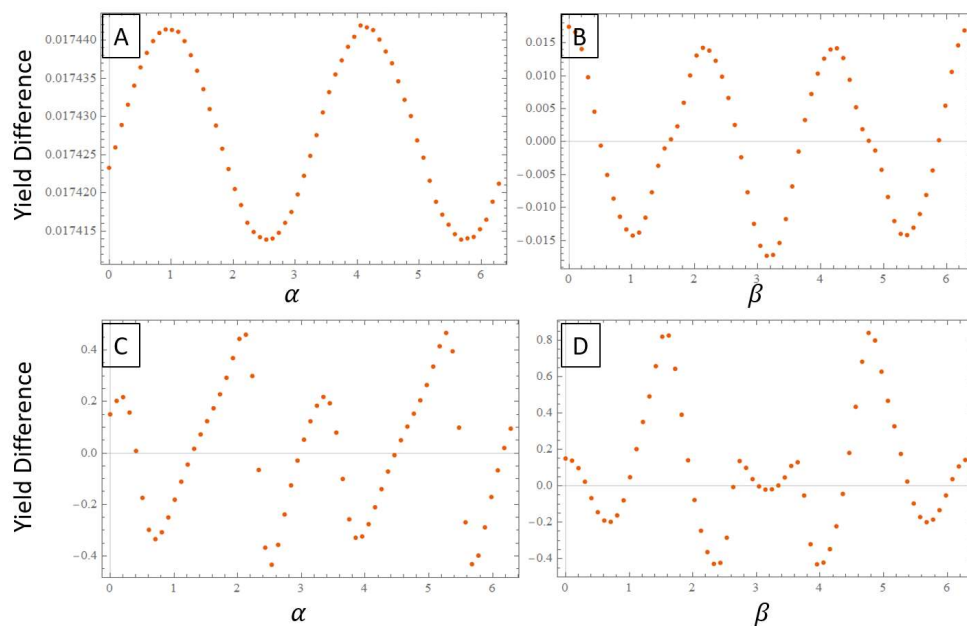 A
Yield Difference
0.017440
0.017435
0.017430
0.017425
0.017420
0.017415
0 1 2 3 4 5 6
α
B
0.015
0.010
0.005
0.000
−0.005
−0.010
−0.015
0 1 2 3 4 5 6
β
C
Yield Difference
0.4
0.2
0.0
−0.2
−0.4
0 1 2 3 4 5 6
α
D
0.8
0.6
0.4
0.2
0.0
−0.2
−0.4
0 1 2 3 4 5 6
β